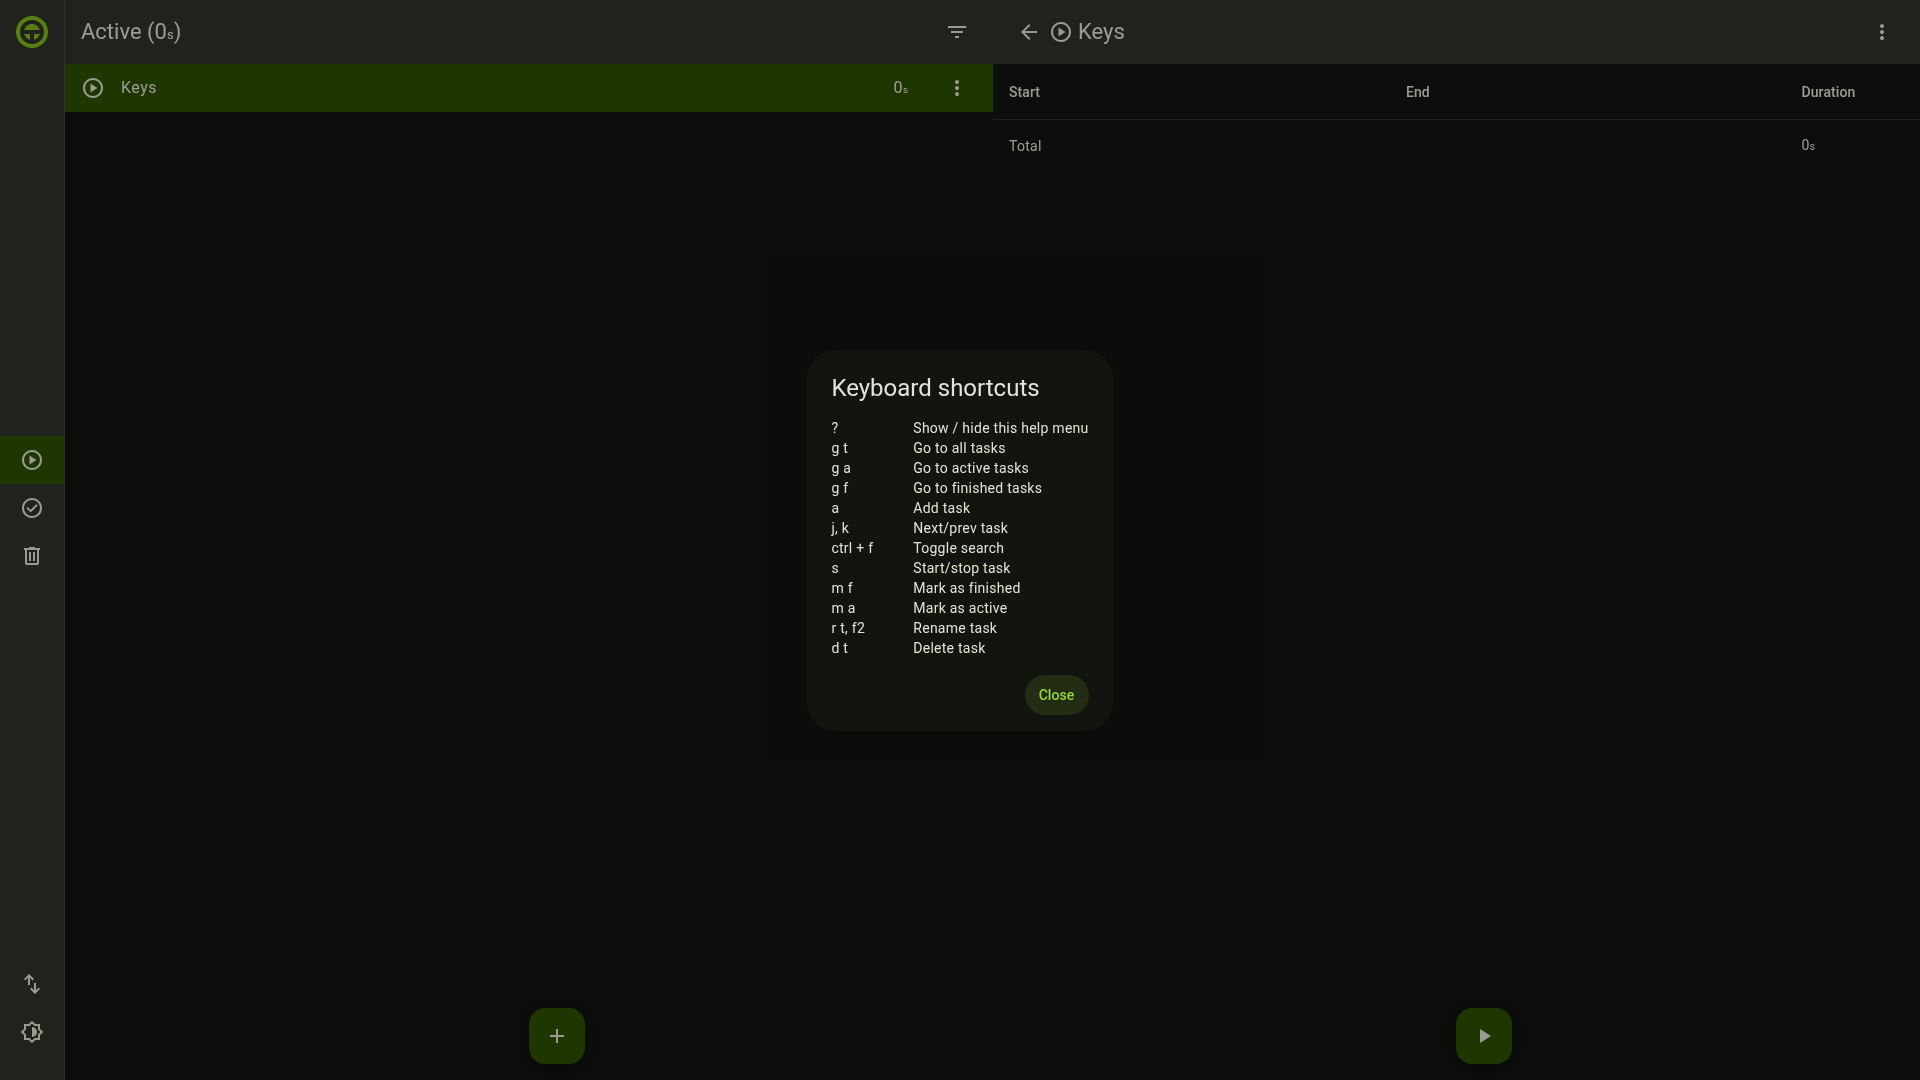 Active (0s)
Keys
Keys 0s
Start End Duration
Total 0s
Keyboard shortcuts
? Show / hide this help menu
g t Go to all tasks
g a Go to active tasks
g f Go to finished tasks
a Add task
j, k Next/prev task
ctrl + f Toggle search
s Start/stop task
m f Mark as finished
m a Mark as active
r t, f2 Rename task
d t Delete task
Close